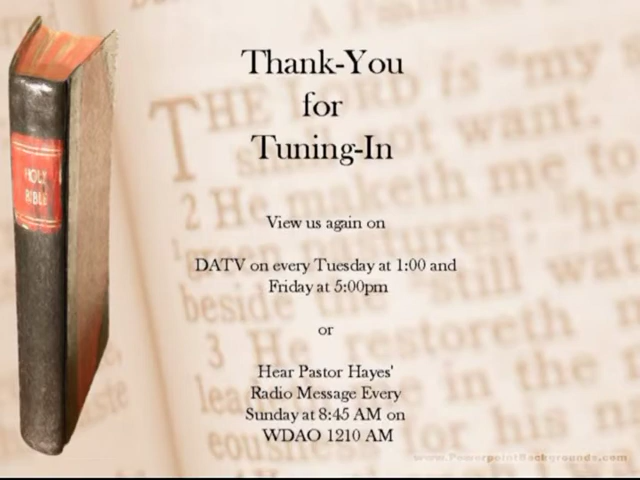 Thank-You
for
Tuning-In
View us again on
DATV on every Tuesday at 1:00 and
Friday at 5:00pm
or
Hear Pastor Hayes'
Radio Message Every
Sunday at 8:45 AM on
WDAO 1210 AM
HOLY
BIBLE
A Psalm of
THE LORD is "my s
shall not want.
2 He maketh me to
green pastures: he
beside the still wat
3 He restoreth m
in the
for his na
www.PowerpointBackgrounds.com